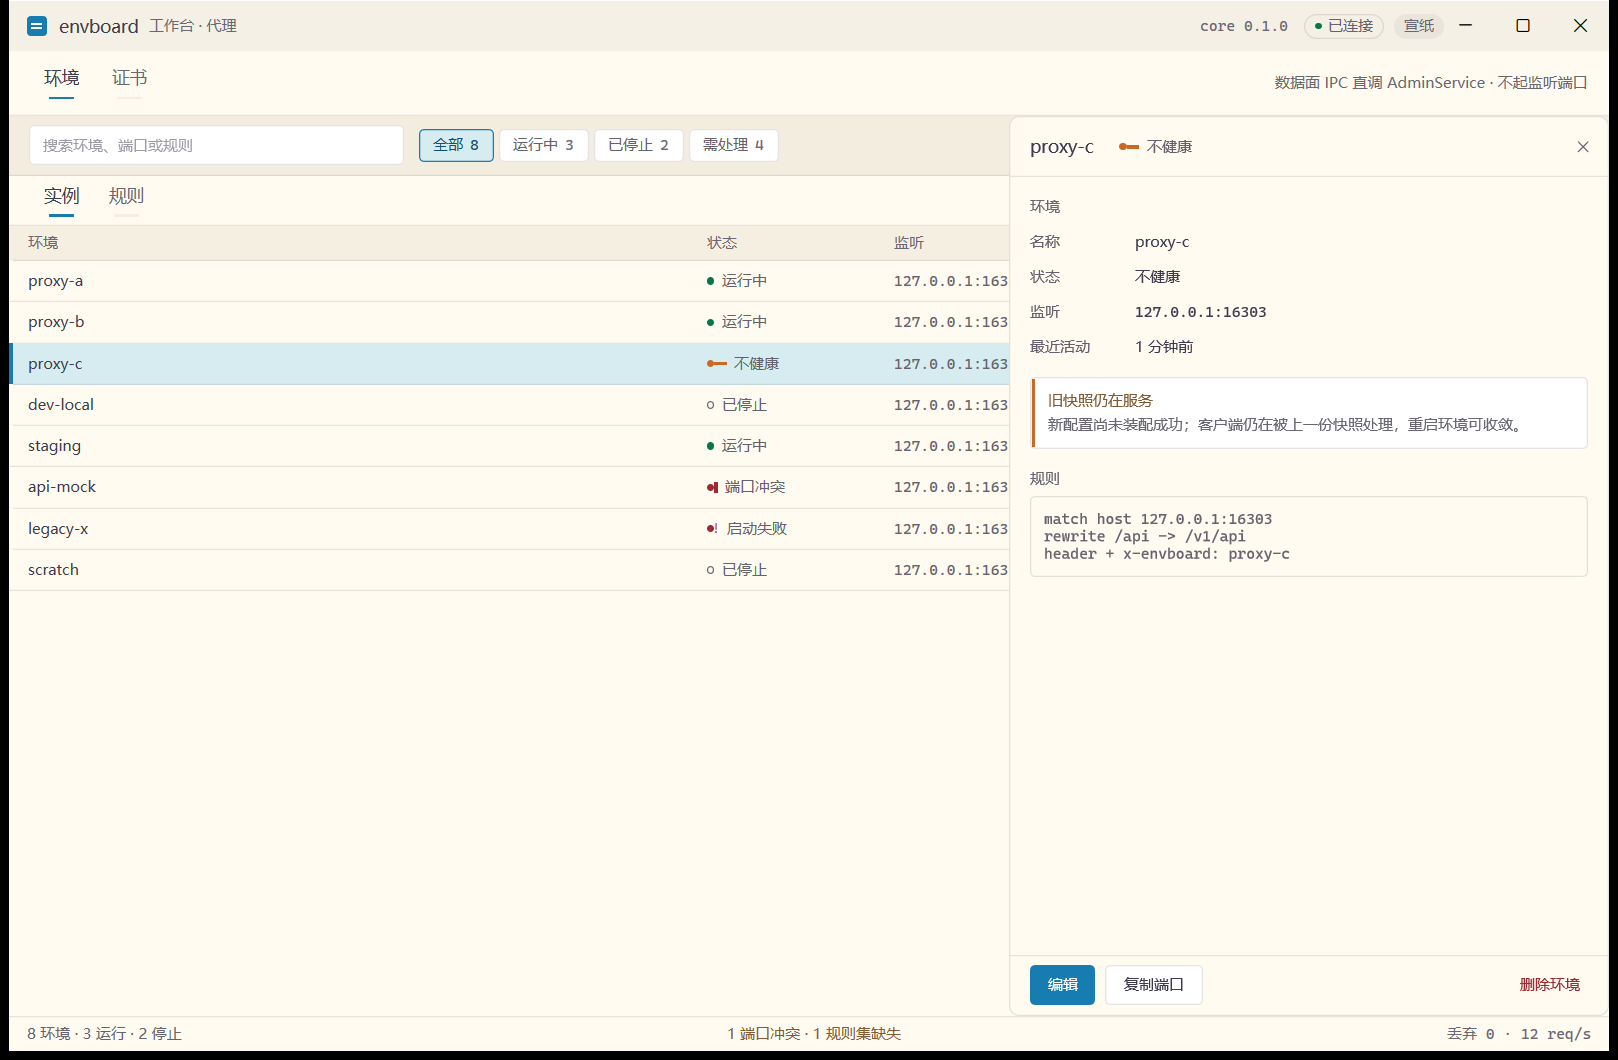 envboard 工作台 · 代理 core 0.1.0 已连接 宣纸
环境 证书 数据面 IPC 直调 AdminService · 不起监听端口
搜索环境、端口或规则 全部 8 运行中 3 已停止 2 需处理 4
实例 规则
环境 状态 监听
proxy-a 运行中 127.0.0.1:163
proxy-b 运行中 127.0.0.1:163
proxy-c 不健康 127.0.0.1:163
dev-local 已停止 127.0.0.1:163
staging 运行中 127.0.0.1:163
api-mock 端口冲突 127.0.0.1:163
legacy-x ! 启动失败 127.0.0.1:163
scratch 已停止 127.0.0.1:163
proxy-c 不健康
环境
名称 proxy-c
状态 不健康
监听 127.0.0.1:16303
最近活动 1 分钟前
旧快照仍在服务
新配置尚未装配成功；客户端仍在被上一份快照处理，重启环境可收敛。
规则
match host 127.0.0.1:16303
rewrite /api -> /v1/api
header + x-envboard: proxy-c
编辑 复制端口 删除环境
8 环境 · 3 运行 · 2 停止 1 端口冲突 · 1 规则集缺失 丢弃 0 · 12 req/s